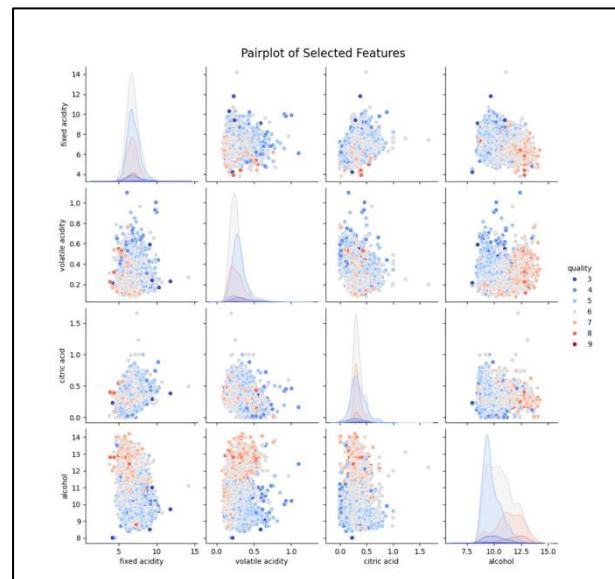 Pairplot of Selected Features
fixed acidity
14
12
10
8
6
4
volatile acidity
1.0
0.8
0.6
0.4
0.2
quality
3
4
5
6
7
8
9
citric acid
1.5
1.0
0.5
0.0
alcohol
14
13
12
11
10
9
8
5 10 15
0.0 0.5 1.0
0.0 0.5 1.0 1.5
7.5 10.0 12.5 15.0
fixed acidity volatile acidity citric acid alcohol